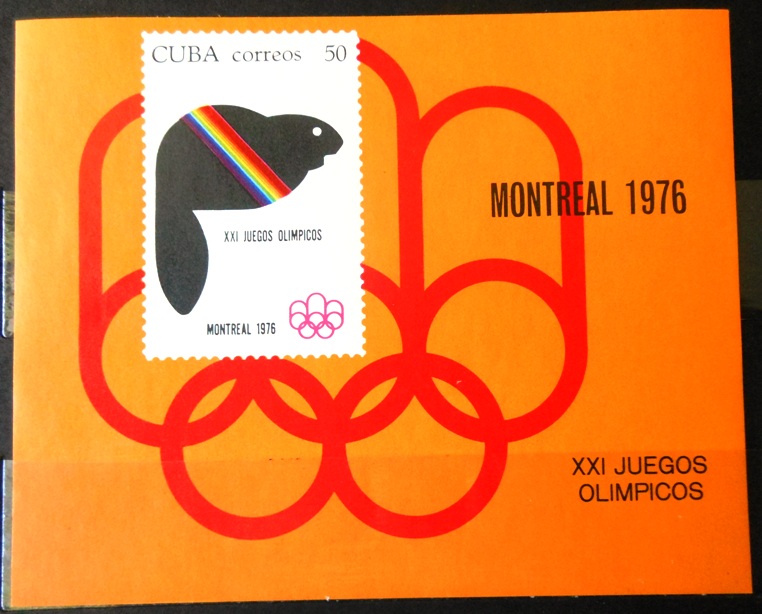 CUBA correos 50
XXI JUEGOS OLIMPICOS
MONTREAL 1976
MONTREAL 1976
XXI JUEGOS
OLIMPICOS